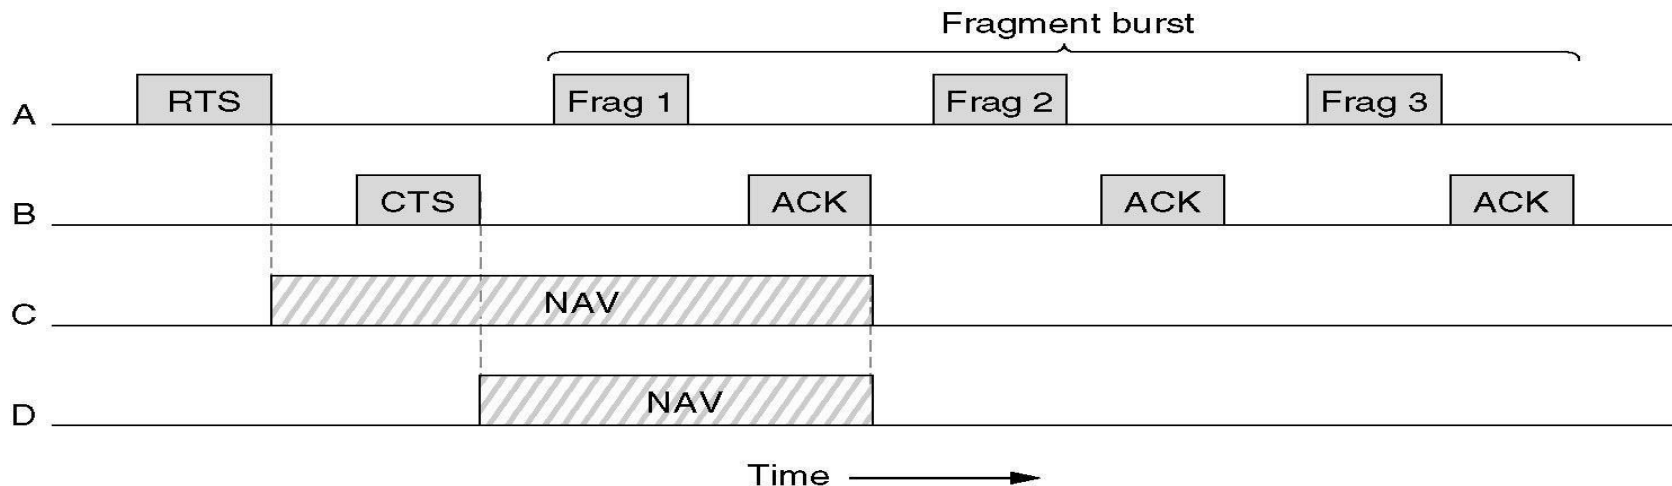 Fragment burst
A RTS Frag 1 Frag 2 Frag 3
B CTS ACK ACK ACK
C NAV
D NAV
Time